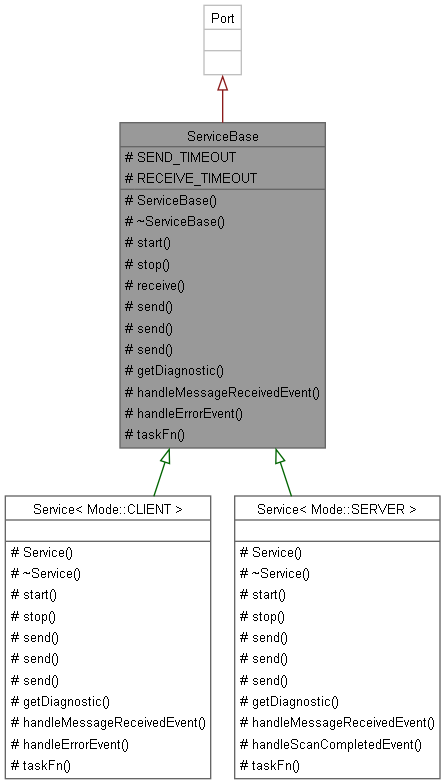 Port
ServiceBase
# SEND_TIMEOUT
# RECEIVE_TIMEOUT
# ServiceBase()
# ~ServiceBase()
# start()
# stop()
# receive()
# send()
# send()
# send()
# getDiagnostic()
# handleMessageReceivedEvent()
# handleErrorEvent()
# taskFn()
Service< Mode::CLIENT >
# Service()
# ~Service()
# start()
# stop()
# send()
# send()
# send()
# getDiagnostic()
# handleMessageReceivedEvent()
# handleErrorEvent()
# taskFn()
Service< Mode::SERVER >
# Service()
# ~Service()
# start()
# stop()
# send()
# send()
# send()
# getDiagnostic()
# handleMessageReceivedEvent()
# handleScanCompletedEvent()
# taskFn()